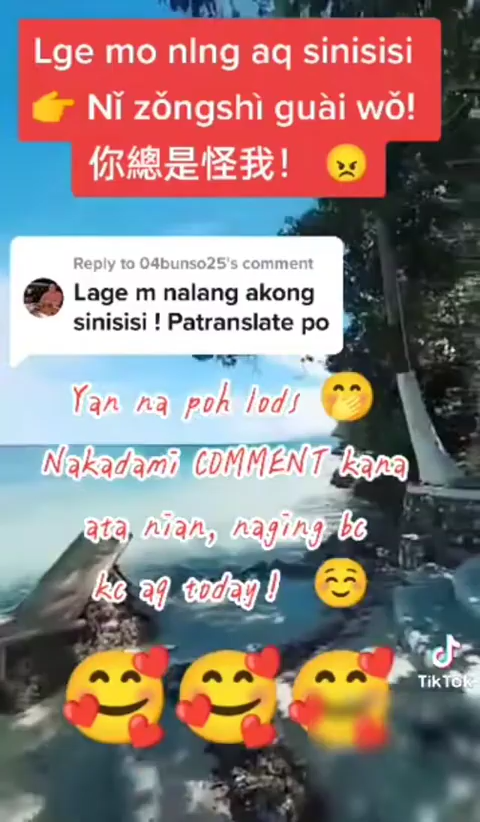 Lge mo nlng aq sinisisi
👉 Nǐ zǒngshì guài wǒ!
你總是怪我！ 😠
Reply to 04bunso25's comment
Lage m nalang akong
sinisisi ! Patranslate po
Yan na poh lods 🤭
Nakadami COMMENT kana
ata nian, naging bc
kc aq today! ☺️
🥰🥰🥰
TikTok